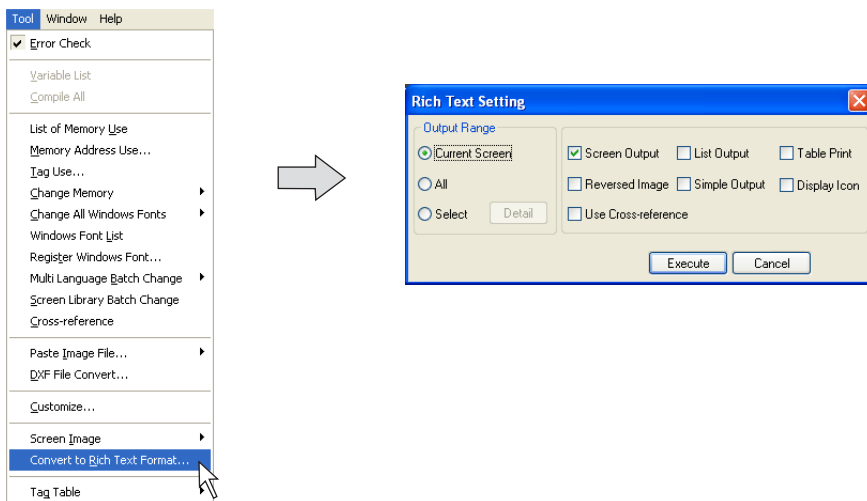 Tool Window Help
Error Check
Variable List
Compile All
List of Memory Use
Memory Address Use...
Tag Use...
Change Memory
Change All Windows Fonts
Windows Font List
Register Windows Font...
Multi Language Batch Change
Screen Library Batch Change
Cross-reference
Paste Image File...
DXF File Convert...
Customize...
Screen Image
Convert to Rich Text Format...
Tag Table
Rich Text Setting
Output Range
Current Screen
All
Select Detail
Screen Output List Output Table Print
Reversed Image Simple Output Display Icon
Use Cross-reference
Execute Cancel